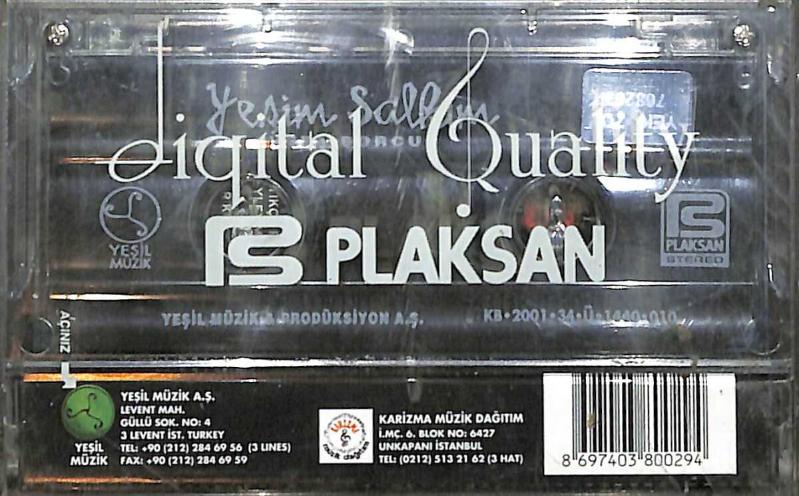 Yeşim Salkım
BORCU
Digital Quality
YEŞİL
MÜZİK
PLAKSAN
PLAKSAN
STEREO
YEŞİL MÜZİK & PRODÜKSİYON A.Ş.
KB•2001•34•Ü•1440•010
AÇINIZ
YEŞİL
MÜZİK
YEŞİL MÜZİK A.Ş.
LEVENT MAH.
GÜLLÜ SOK. NO: 4
3 LEVENT İST. TURKEY
TEL: +90 (212) 284 69 56 (3 LINES)
FAX: +90 (212) 284 69 59
KARİZMA MÜZİK DAĞITIM
İ.MÇ. 6. BLOK NO: 6427
UNKAPANI İSTANBUL
TEL: (0212) 513 21 62 (3 HAT)
8 697403 800294